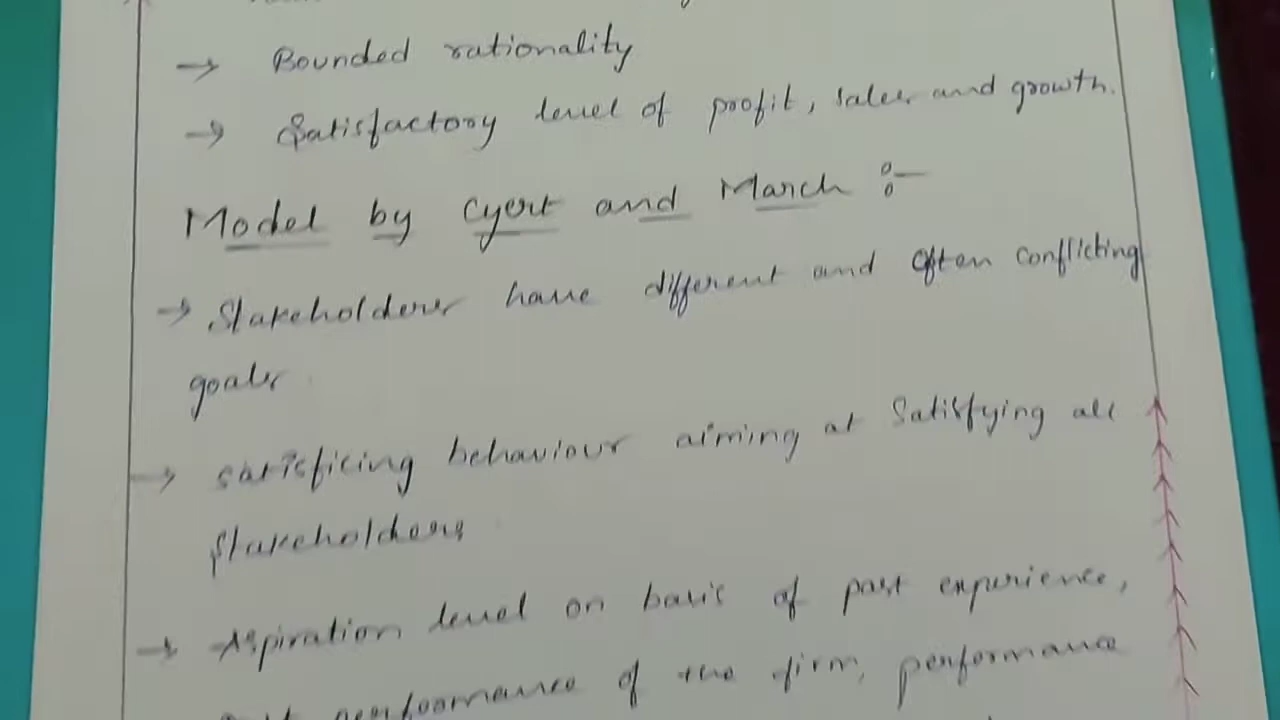 → Bounded rationality
→ Satisfactory level of profit, sales and growth.
Model by Cyert and March :-
→ Stakeholders have different and often conflicting
goals
→ satisficing behaviour aiming at satisfying all
stakeholders
→ Aspiration level on basis of past experience,
performance of the firm, performance